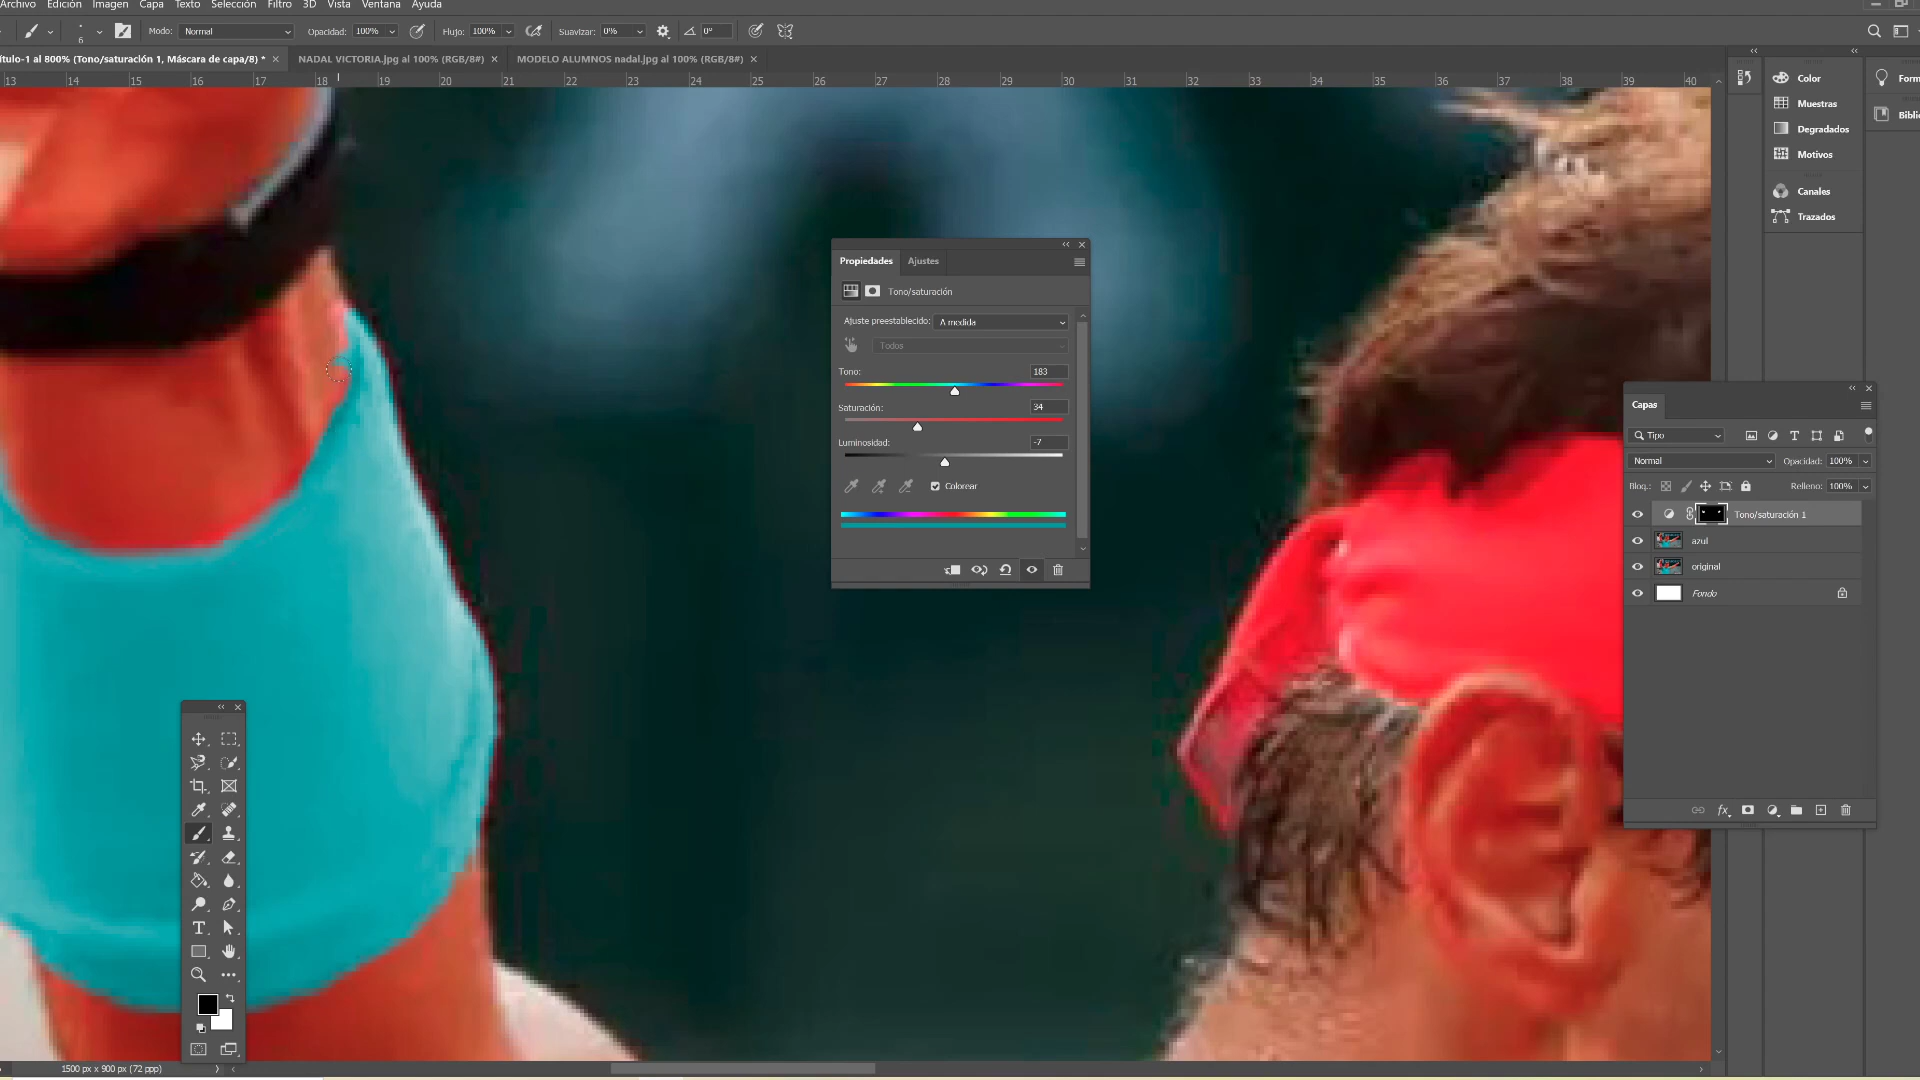 Archivo Edición Imagen Capa Texto Selección Filtro 3D Vista Ventana Ayuda
6 Modo: Normal Opacidad: 100% Flujo: 100% Suavizar: 0% 0°
ítulo-1 al 800% (Tono/saturación 1, Máscara de capa/8) * × NADAL VICTORIA.jpg al 100% (RGB/8#) × MODELO ALUMNOS nadal.jpg al 100% (RGB/8#) ×
13 14 15 16 17 18 19 20 21 22 23 24 25 26 27 28 29 30 31 32 33 34 35 36 37 38 39 40
Color
Muestras
Degradados
Motivos
Canales
Trazados
Form
Biblio
Propiedades Ajustes
Tono/saturación
Ajuste preestablecido: A medida
Todos
Tono: 183
Saturación: 34
Luminosidad: -7
Colorear
Capas
Tipo
Normal Opacidad: 100%
Bloq.: Relleno: 100%
Tono/saturación 1
azul
original
Fondo
fx
T
1500 px x 900 px (72 ppp)